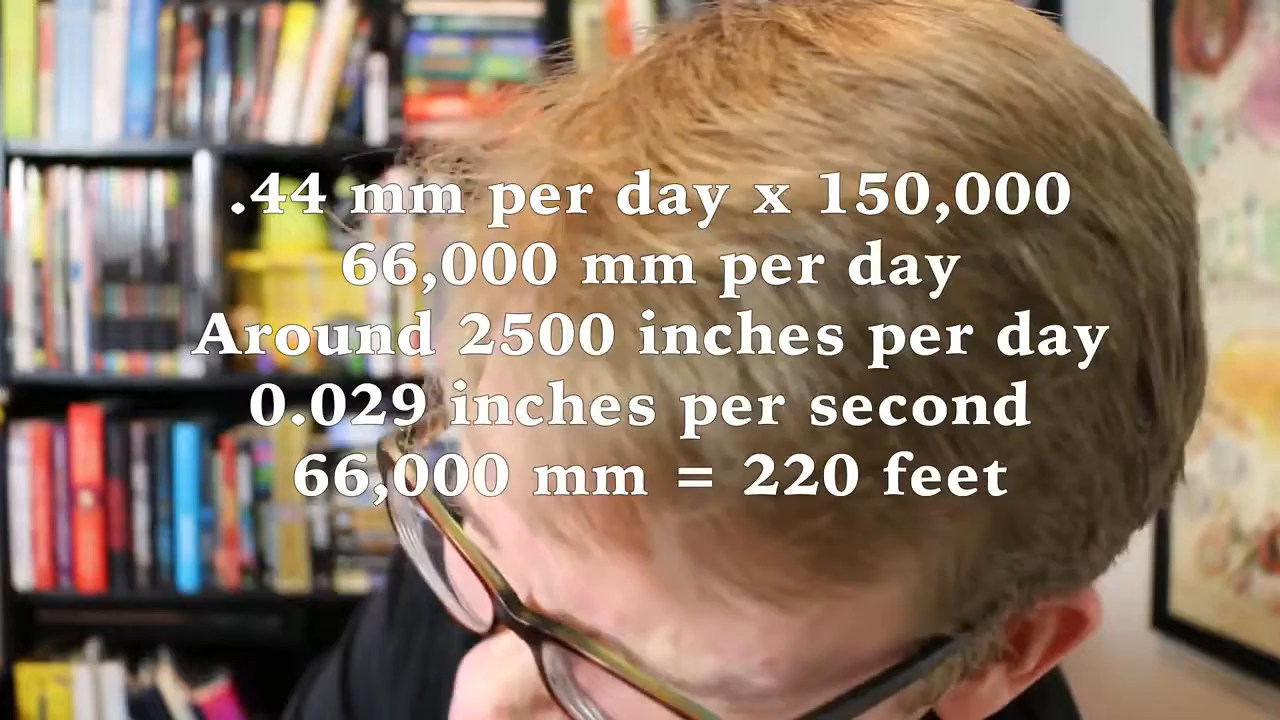 .44 mm per day x 150,000
66,000 mm per day
Around 2500 inches per day
0.029 inches per second
66,000 mm = 220 feet